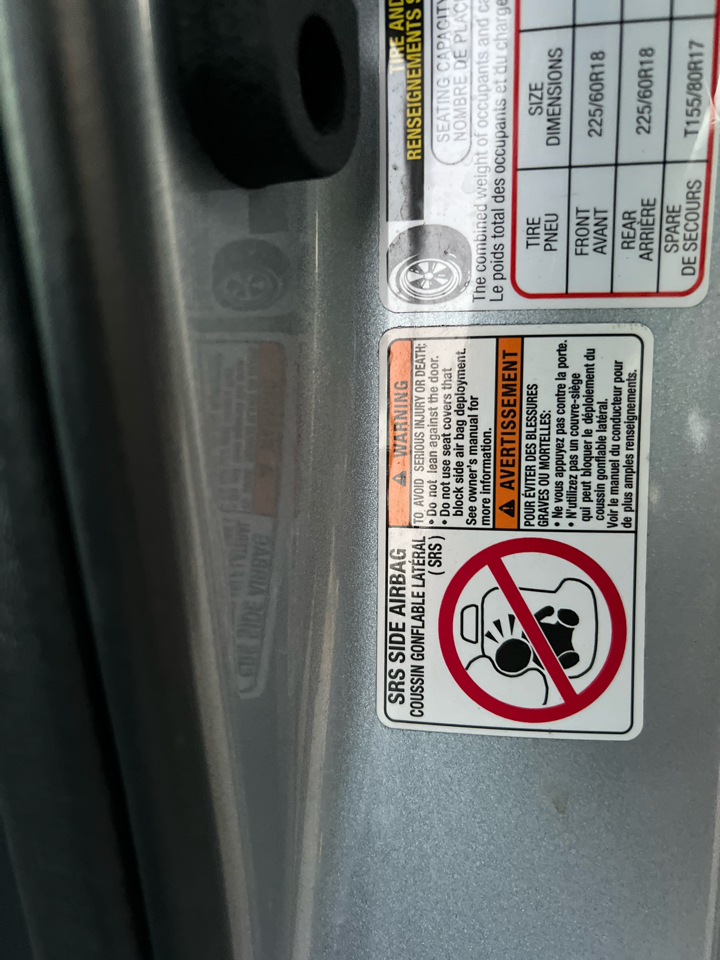 SRS SIDE AIRBAG
COUSSIN GONFLABLE LATÉRAL
(SRS)
WARNING
TO AVOID SERIOUS INJURY OR DEATH:
• Do not lean against the door.
• Do not use seat covers that
block side air bag deployment.
See owner's manual for
more information.
AVERTISSEMENT
POUR ÉVITER DES BLESSURES
GRAVES OU MORTELLES:
• Ne vous appuyez pas contre la porte.
• N'utilizez pas un couvre-siège
qui peut bloquer le déploiement du
coussin gonflable latéral.
Voir le manuel du conducteur pour
de plus amples renseignements.
TIRE AND
RENSEIGNEMENTS S
SEATING CAPACITY
NOMBRE DE PLAC
The combined weight of occupants and ca
Le poids total des occupants et du charge
TIRE SIZE
PNEU DIMENSIONS
FRONT 225/60R18
AVANT
REAR 225/60R18
ARRIÈRE
SPARE T155/80R17
DE SECOURS